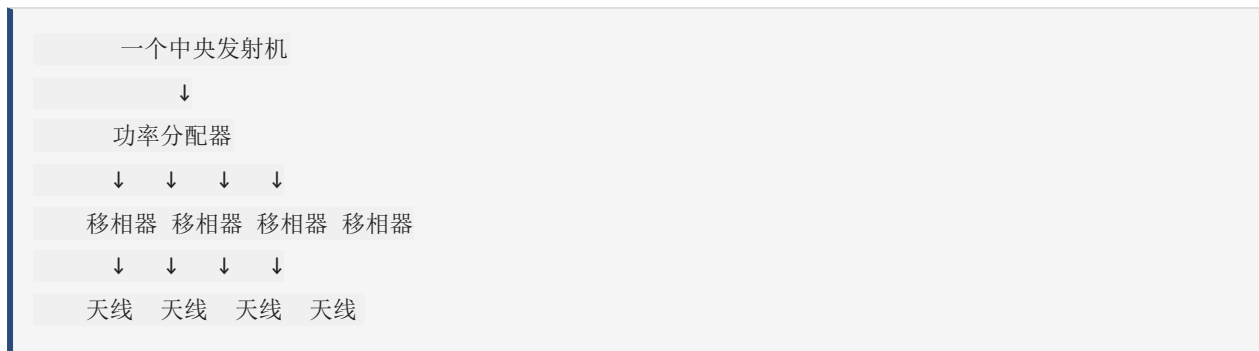 一个中央发射机
↓
功率分配器
↓ ↓ ↓ ↓
移相器 移相器 移相器 移相器
↓ ↓ ↓ ↓
天线 天线 天线 天线